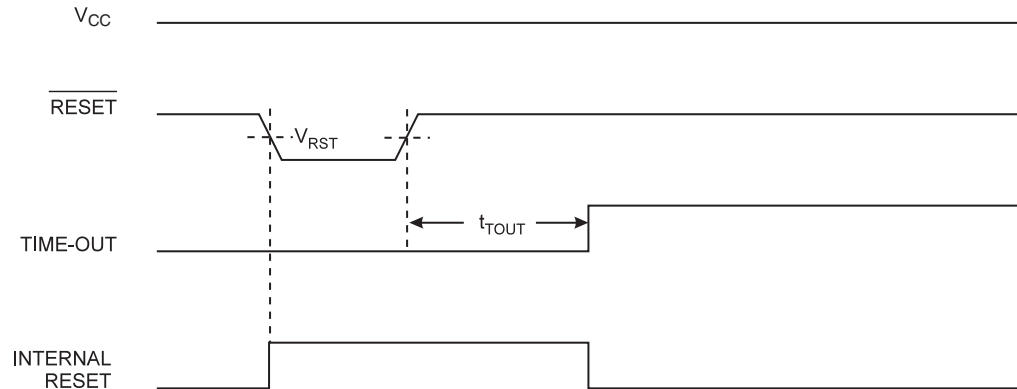 VCC
RESET
VRST
tTOUT
TIME-OUT
INTERNAL
RESET